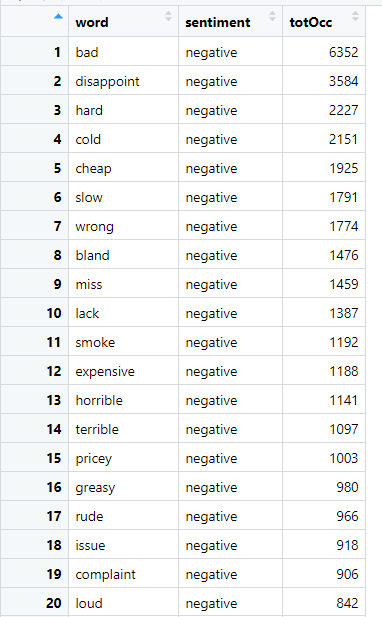 word sentiment totOcc
1 bad negative 6352
2 disappoint negative 3584
3 hard negative 2227
4 cold negative 2151
5 cheap negative 1925
6 slow negative 1791
7 wrong negative 1774
8 bland negative 1476
9 miss negative 1459
10 lack negative 1387
11 smoke negative 1192
12 expensive negative 1188
13 horrible negative 1141
14 terrible negative 1097
15 pricey negative 1003
16 greasy negative 980
17 rude negative 966
18 issue negative 918
19 complaint negative 906
20 loud negative 842